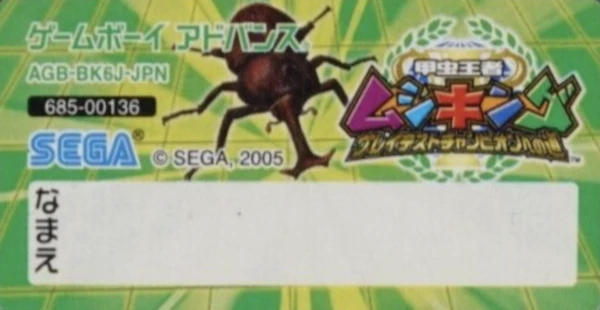 ゲームボーイ アドバンス
AGB-BK6J-JPN
685-00136
SEGA®
© SEGA, 2005
甲虫王者
ムシキング
グレイテストチャンピオンへの道
TM
なまえ